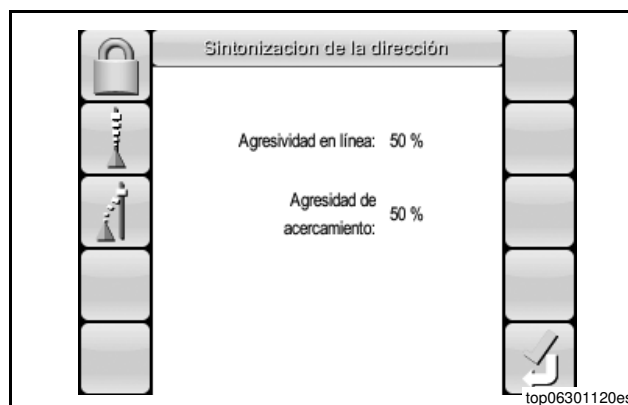 Sintonizacion de la dirección
Agresividad en línea: 50 %
Agresidad de
acercamiento: 50 %
top06301120es